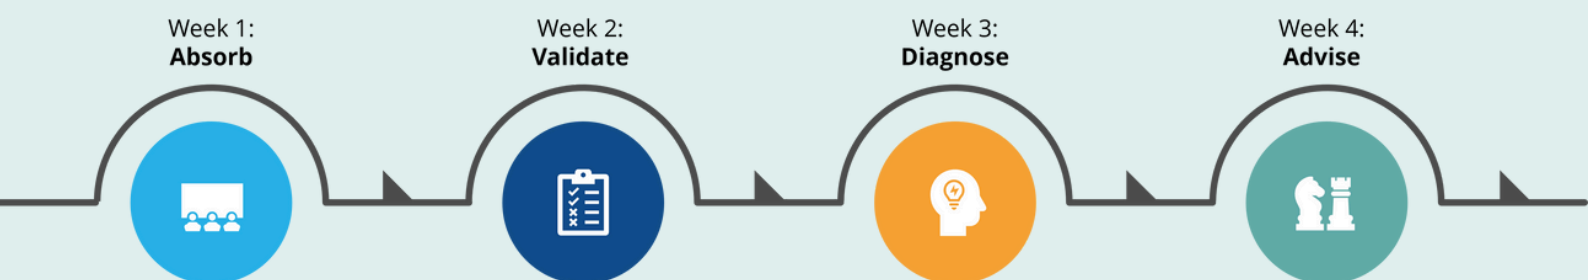 Week 1:
Absorb
Week 2:
Validate
Week 3:
Diagnose
Week 4:
Advise